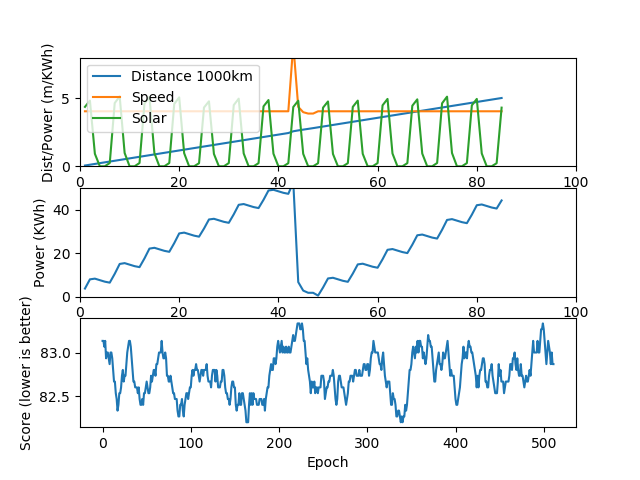 Dist/Power (m/KWh)
5
0
Distance 1000km
Speed
Solar
0 20 40 60 80 100
Power (KWh)
40
20
0
0 20 40 60 80 100
Score (lower is better)
83.0
82.5
0 100 200 300 400 500
Epoch